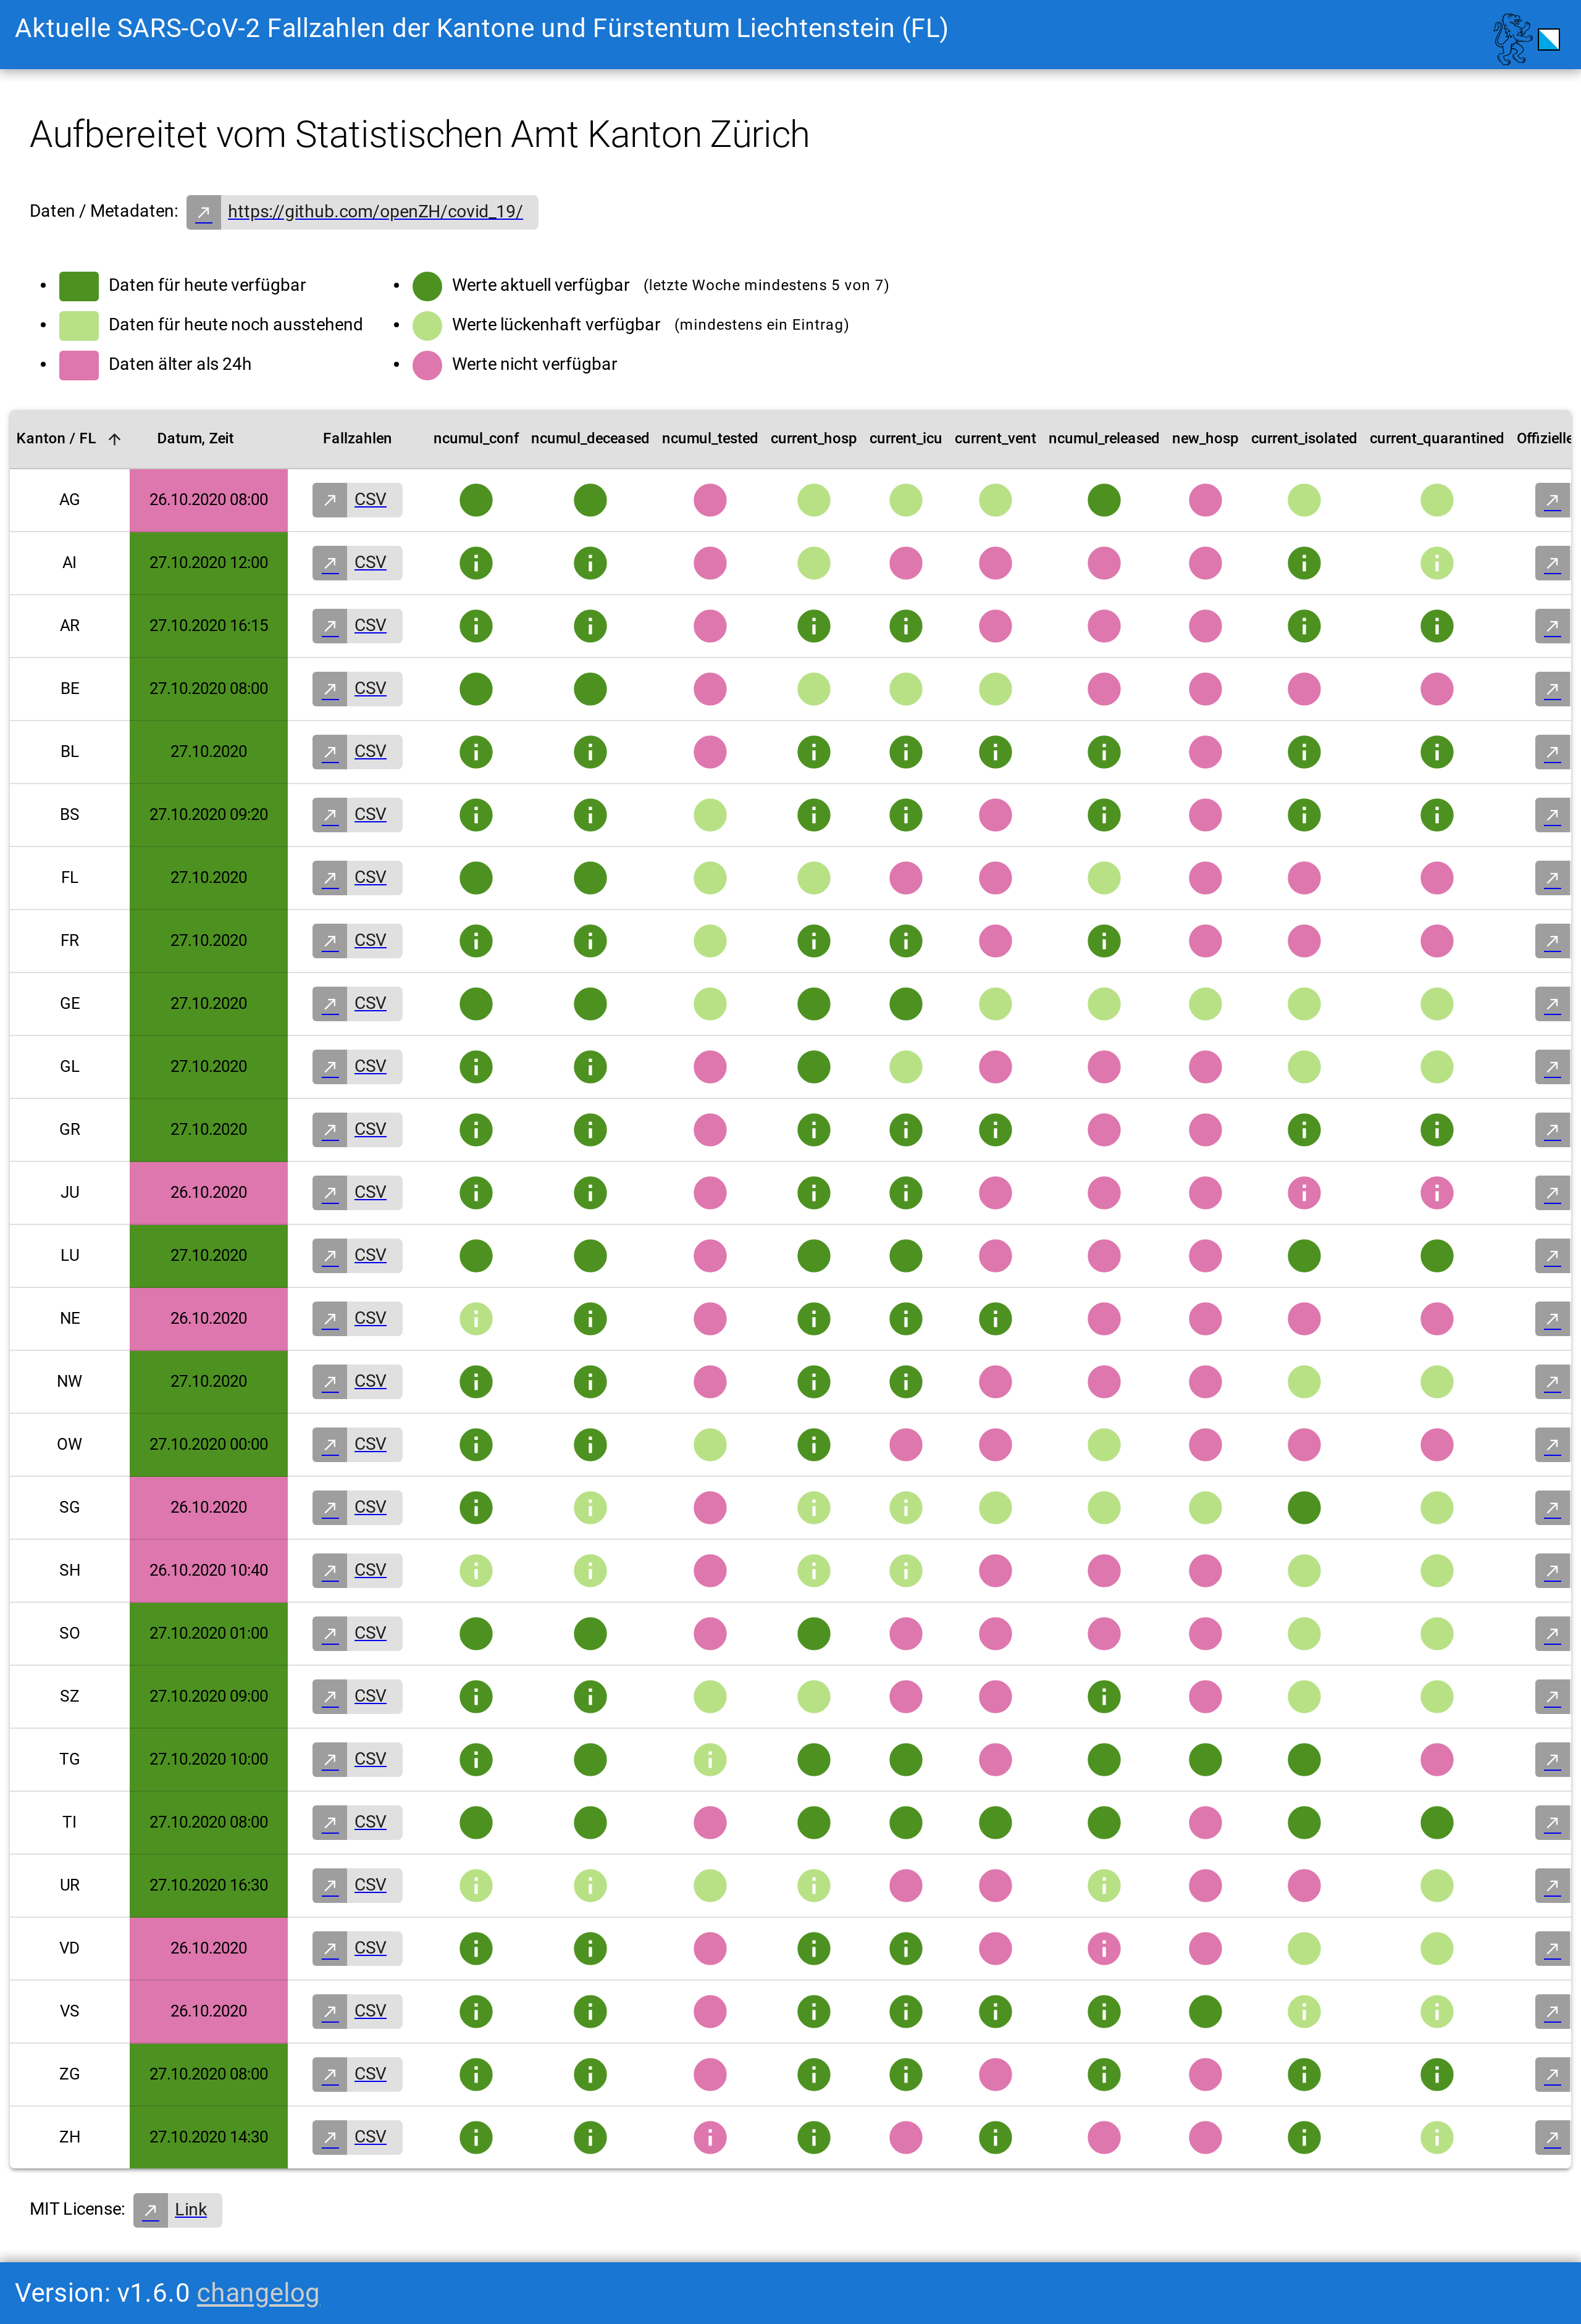 Aktuelle SARS-CoV-2 Fallzahlen der Kantone und Fürstentum Liechtenstein (FL)
Aufbereitet vom Statistischen Amt Kanton Zürich
Daten / Metadaten: https://github.com/openZH/covid_19/
Daten für heute verfügbar
Daten für heute noch ausstehend
Daten älter als 24h
Werte aktuell verfügbar (letzte Woche mindestens 5 von 7)
Werte lückenhaft verfügbar (mindestens ein Eintrag)
Werte nicht verfügbar
Kanton / FL Datum, Zeit Fallzahlen ncumul_conf ncumul_deceased ncumul_tested current_hosp current_icu current_vent ncumul_released new_hosp current_isolated current_quarantined Offizielle
AG 26.10.2020 08:00 CSV
AI 27.10.2020 12:00 CSV
AR 27.10.2020 16:15 CSV
BE 27.10.2020 08:00 CSV
BL 27.10.2020 CSV
BS 27.10.2020 09:20 CSV
FL 27.10.2020 CSV
FR 27.10.2020 CSV
GE 27.10.2020 CSV
GL 27.10.2020 CSV
GR 27.10.2020 CSV
JU 26.10.2020 CSV
LU 27.10.2020 CSV
NE 26.10.2020 CSV
NW 27.10.2020 CSV
OW 27.10.2020 00:00 CSV
SG 26.10.2020 CSV
SH 26.10.2020 10:40 CSV
SO 27.10.2020 01:00 CSV
SZ 27.10.2020 09:00 CSV
TG 27.10.2020 10:00 CSV
TI 27.10.2020 08:00 CSV
UR 27.10.2020 16:30 CSV
VD 26.10.2020 CSV
VS 26.10.2020 CSV
ZG 27.10.2020 08:00 CSV
ZH 27.10.2020 14:30 CSV
MIT License: Link
Version: v1.6.0 changelog